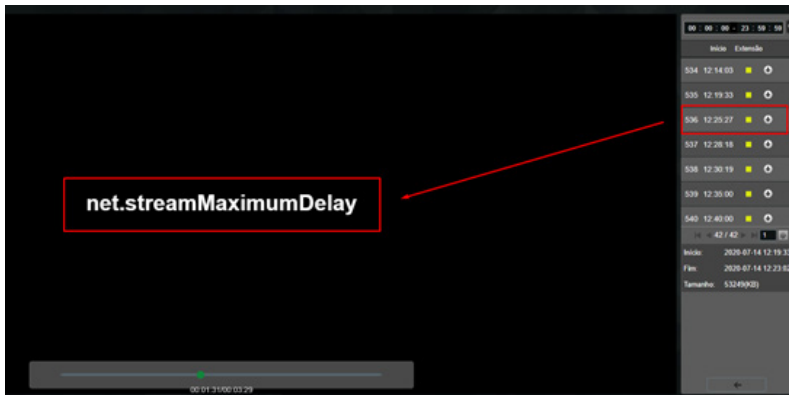 00 : 00 : 00 - 23 : 59 : 59
Início Extensão
534 12:14:03
535 12:19:33
536 12:25:27
net.streamMaximumDelay
537 12:28:18
538 12:30:19
539 12:35:00
540 12:40:00
42 / 42 1
Início: 2020-07-14 12:19:33
Fim: 2020-07-14 12:23:02
Tamanho: 53249(KB)
00:01:31/00:03:29